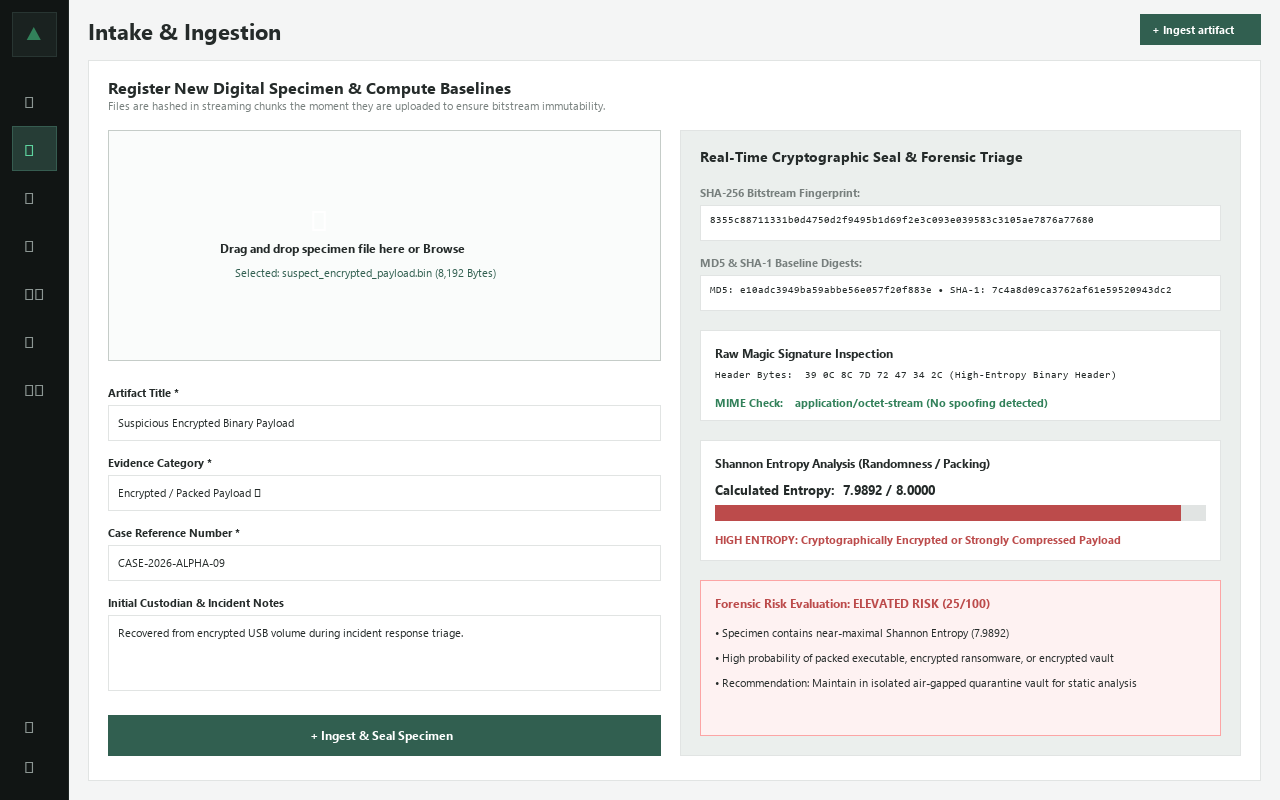 Intake & Ingestion
+ Ingest artifact
Register New Digital Specimen & Compute Baselines
Files are hashed in streaming chunks the moment they are uploaded to ensure bitstream immutability.
Drag and drop specimen file here or Browse
Selected: suspect_encrypted_payload.bin (8,192 Bytes)
Artifact Title *
Suspicious Encrypted Binary Payload
Evidence Category *
Encrypted / Packed Payload
Case Reference Number *
CASE-2026-ALPHA-09
Initial Custodian & Incident Notes
Recovered from encrypted USB volume during incident response triage.
+ Ingest & Seal Specimen
Real-Time Cryptographic Seal & Forensic Triage
SHA-256 Bitstream Fingerprint:
8355c88711331b0d4750d2f9495b1d69f2e3c093e039583c3105ae7876a77680
MD5 & SHA-1 Baseline Digests:
MD5: e10adc3949ba59abbe56e057f20f883e • SHA-1: 7c4a8d09ca3762af61e59520943dc2
Raw Magic Signature Inspection
Header Bytes: 39 0C 8C 7D 72 47 34 2C (High-Entropy Binary Header)
MIME Check: application/octet-stream (No spoofing detected)
Shannon Entropy Analysis (Randomness / Packing)
Calculated Entropy: 7.9892 / 8.0000
HIGH ENTROPY: Cryptographically Encrypted or Strongly Compressed Payload
Forensic Risk Evaluation: ELEVATED RISK (25/100)
• Specimen contains near-maximal Shannon Entropy (7.9892)
• High probability of packed executable, encrypted ransomware, or encrypted vault
• Recommendation: Maintain in isolated air-gapped quarantine vault for static analysis